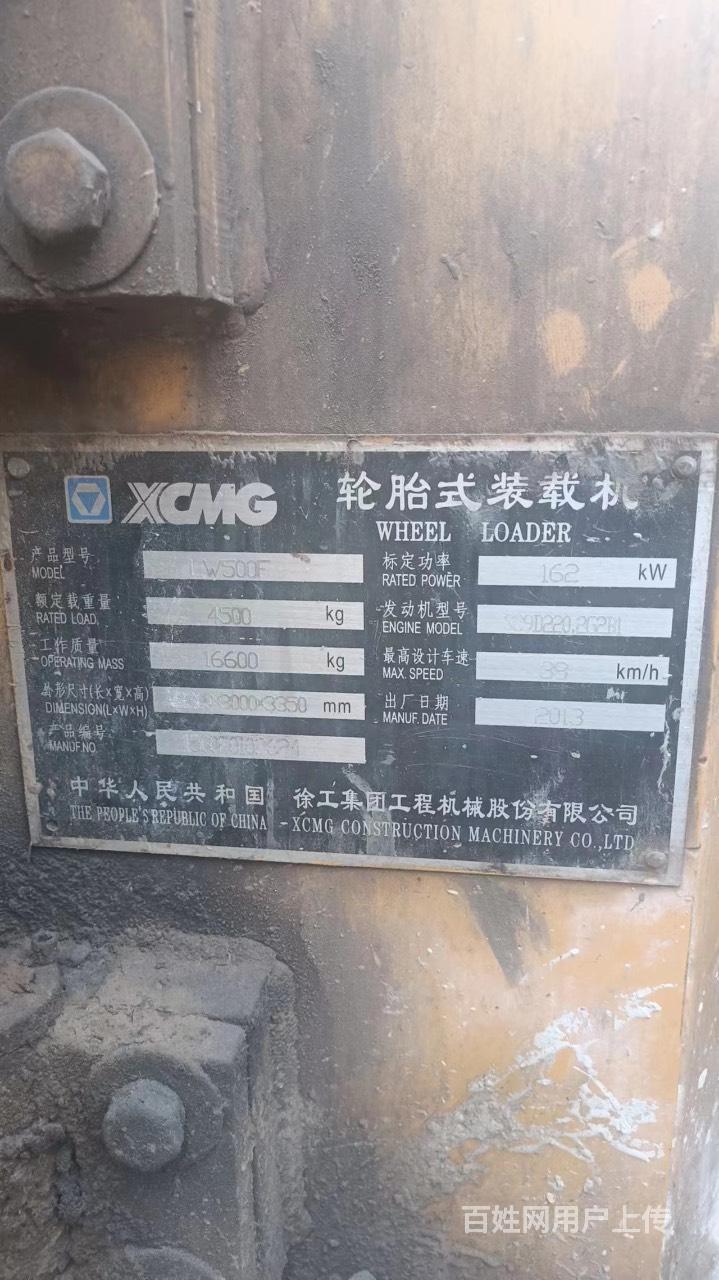 XCMG 轮胎式装载机
WHEEL LOADER
产品型号 LW500F
MODEL
额定载重量 4500 kg
RATED LOAD
工作质量 16600 kg
OPERATING MASS
外形尺寸(长×宽×高) ×3000×3350 mm
DIMENSION(L×W×H)
产品编号
MANUF.NO
标定功率 162 kW
RATED POWER
发动机型号 SC9D220.2G2B1
ENGINE MODEL
最高设计车速 km/h
MAX. SPEED
出厂日期 2013
MANUF. DATE
中华人民共和国 徐工集团工程机械股份有限公司
THE PEOPLE'S REPUBLIC OF CHINA XCMG CONSTRUCTION MACHINERY CO.,LTD
百姓网用户上传